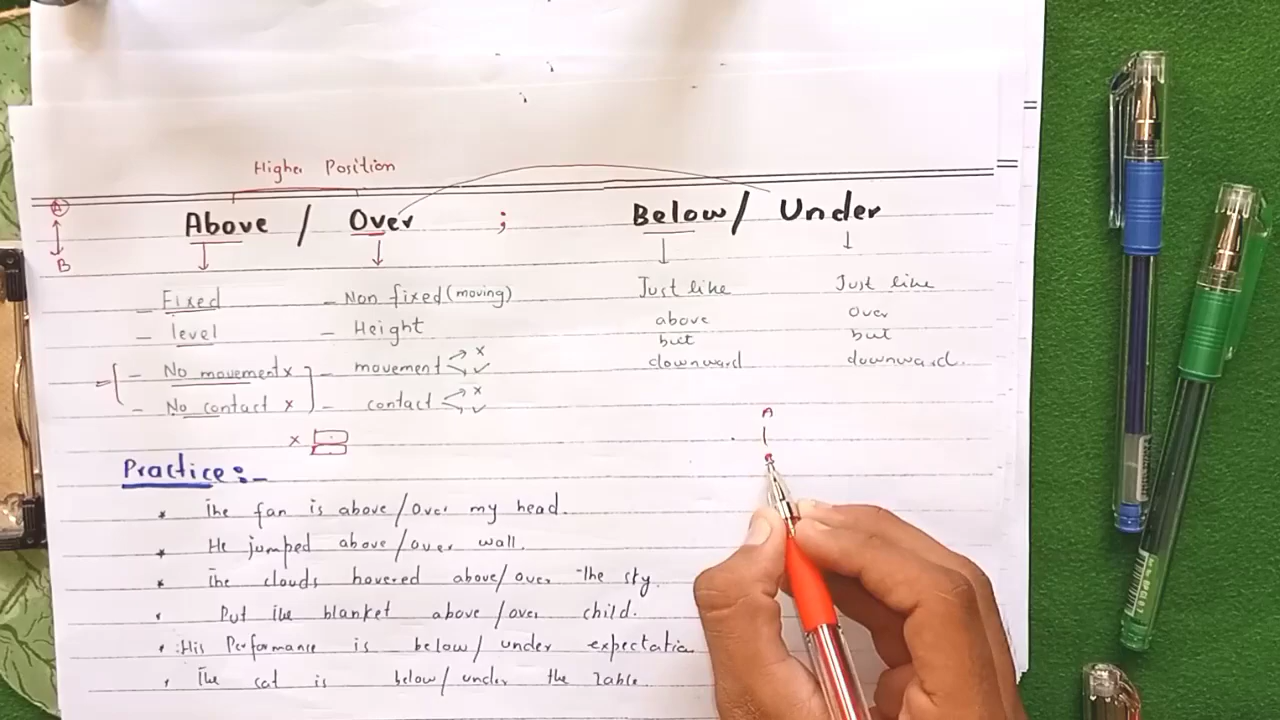 Higher Position
A
Above / Over ; Below / Under
B
- Fixed - Non fixed (moving) Just like Just like
- level - Height above over
but but
- No movement x - movement x ✓ downward downward.
- No contact x - contact x ✓
A
x
B
Practice:-
* The fan is above/over my head.
* He jumped above/over wall.
* The clouds hovered above/over the sky.
* Put the blanket above/over child.
* His Performance is below/under expectation
* The cat is below/under the table